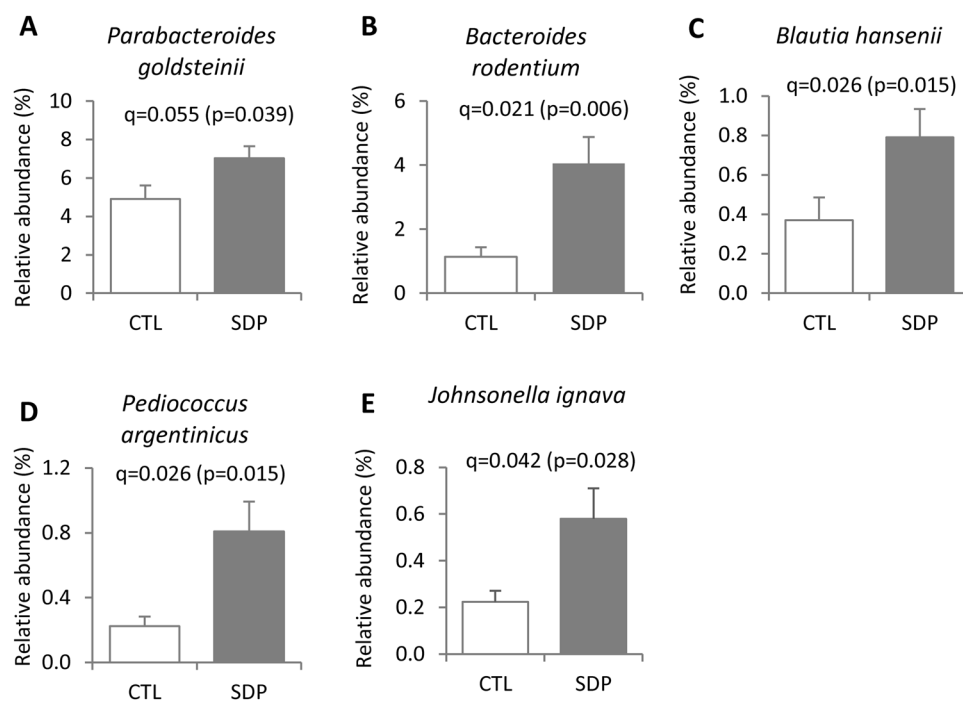 A
Parabacteroides
goldsteinii
Relative abundance (%)
10
8
6
4
2
0
q=0.055 (p=0.039)
CTL
SDP
B
Bacteroides
rodentium
Relative abundance (%)
6
4
2
0
q=0.021 (p=0.006)
CTL
SDP
C
Blautia hansenii
Relative abundance (%)
1.0
0.8
0.6
0.4
0.2
0.0
q=0.026 (p=0.015)
CTL
SDP
D
Pediococcus
argentinicus
Relative abundance (%)
1.2
0.8
0.4
0.0
q=0.026 (p=0.015)
CTL
SDP
E
Johnsonella ignava
Relative abundance (%)
0.8
0.6
0.4
0.2
0.0
q=0.042 (p=0.028)
CTL
SDP